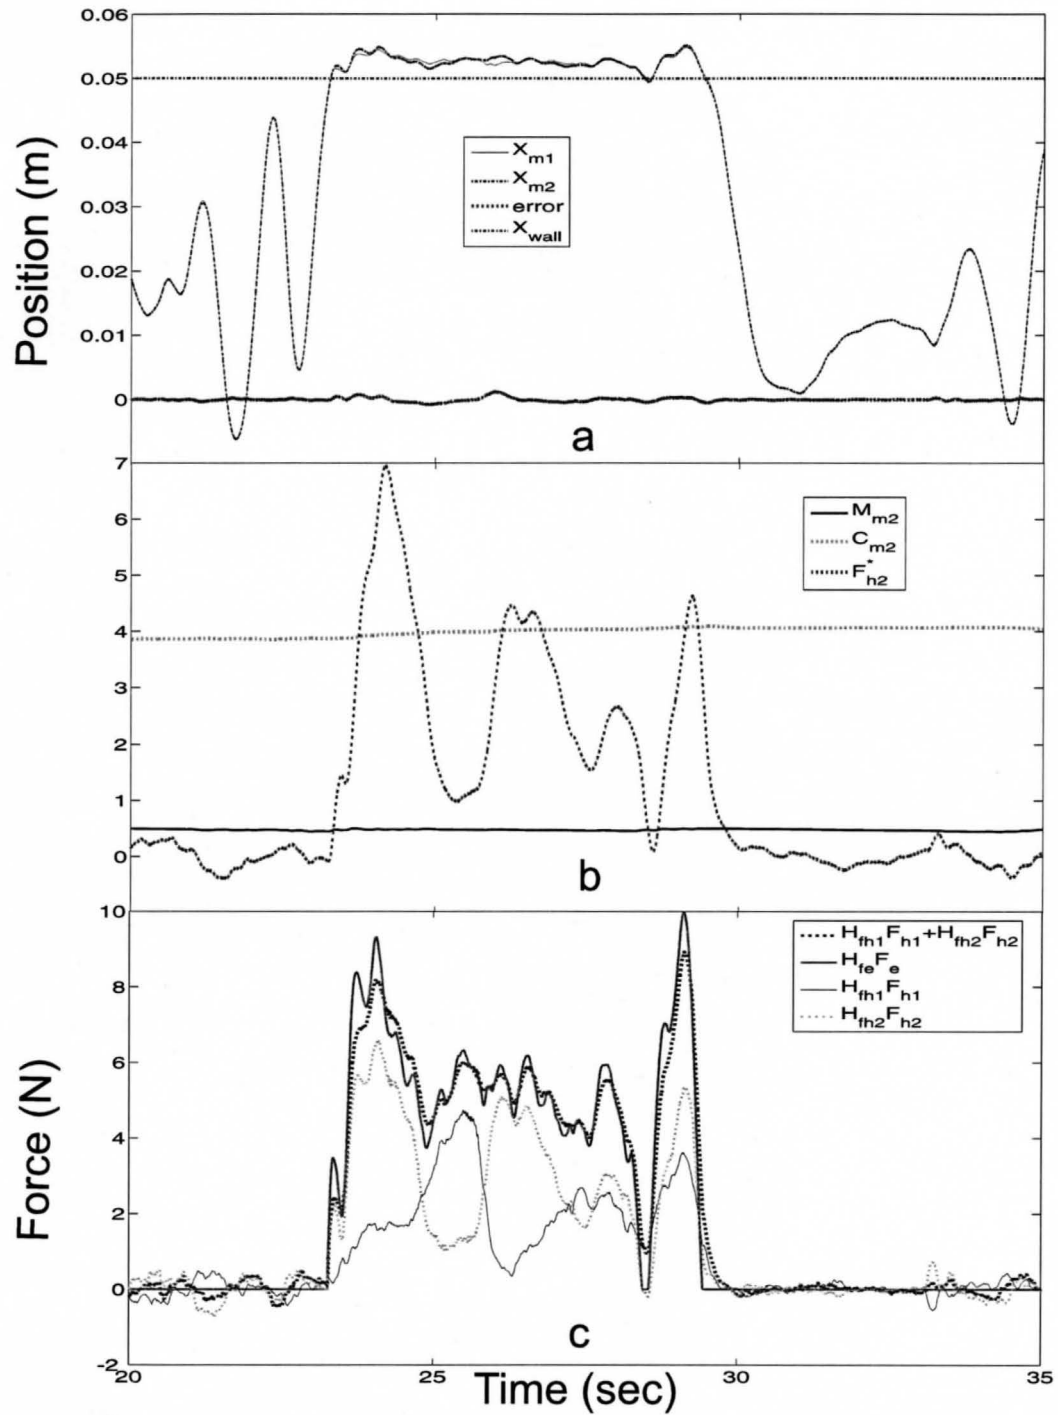 0.06
0.05
0.04
0.03
0.02
0.01
0
Position (m)
X_m1
X_m2
error
X_wall
a
7
6
5
4
3
2
1
0
M_m2
C_m2
F*_h2
b
10
8
6
4
2
0
-2
Force (N)
H_fh1F_h1+H_fh2F_h2
H_feF_e
H_fh1F_h1
H_fh2F_h2
c
20
25
30
35
Time (sec)